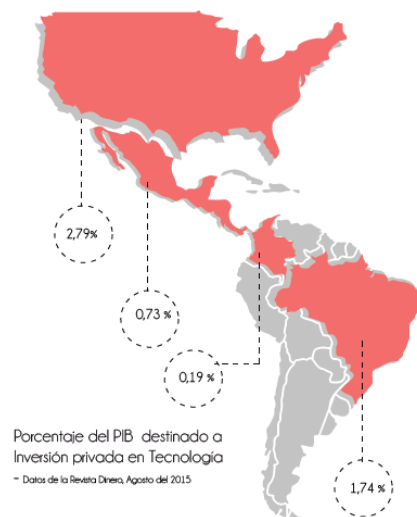 2,79%
0,73 %
0,19 %
1,74 %
Porcentaje del PIB destinado a
Inversión privada en Tecnología
- Datos de la Revista Dinero, Agosto del 2015